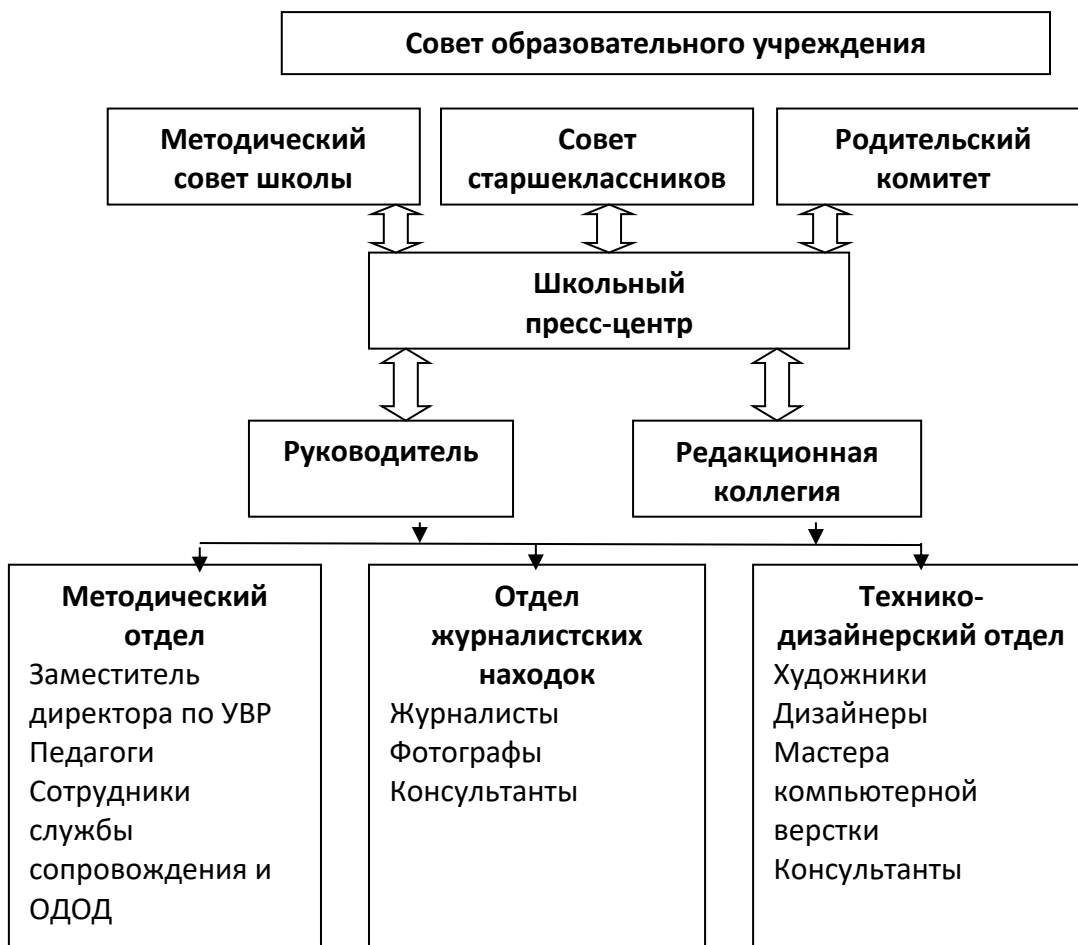 Совет образовательного учреждения
Методический
совет школы
Совет
старшеклассников
Родительский
комитет
Школьный
пресс-центр
Руководитель
Редакционная
коллегия
Методический
отдел
Заместитель
директора по УВР
Педагоги
Сотрудники
службы
сопровождения и
ОДОД
Отдел
журналистских
находок
Журналисты
Фотографы
Консультанты
Технико-
дизайнерский отдел
Художники
Дизайнеры
Мастера
компьютерной
верстки
Консультанты